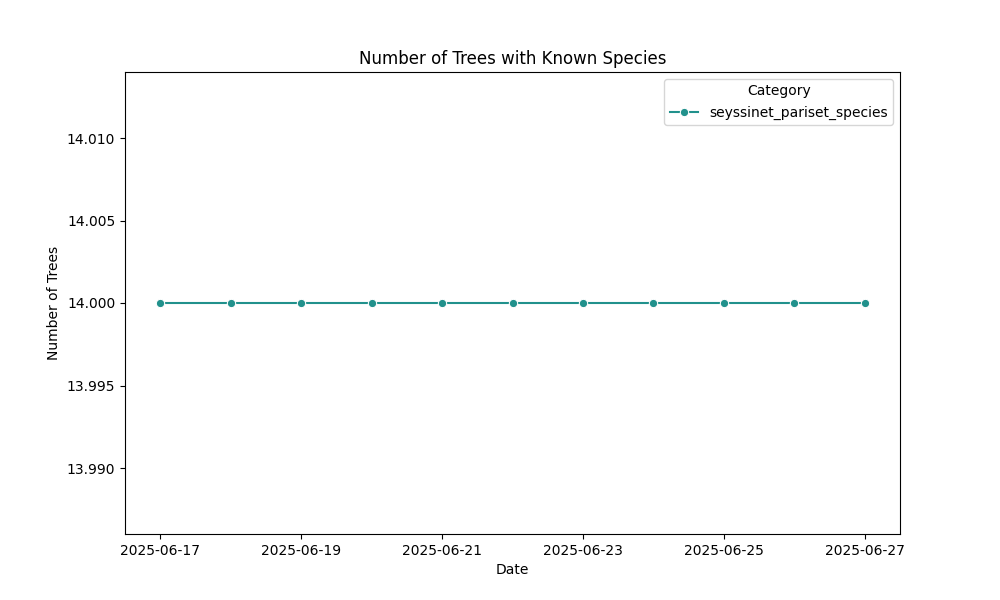 Number of Trees with Known Species
Category
seyssinet_pariset_species
14.010
14.005
14.000
13.995
13.990
Number of Trees
2025-06-17 2025-06-19 2025-06-21 2025-06-23 2025-06-25 2025-06-27
Date